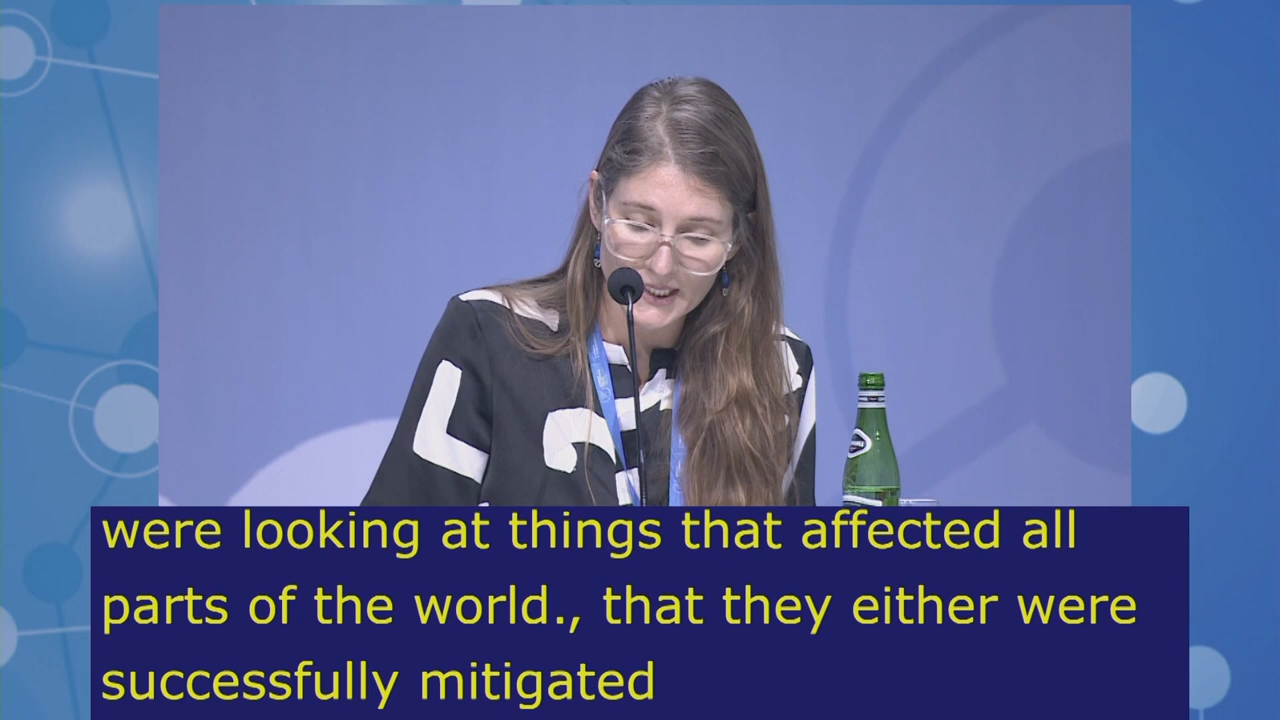 were looking at things that affected all
parts of the world., that they either were
successfully mitigated